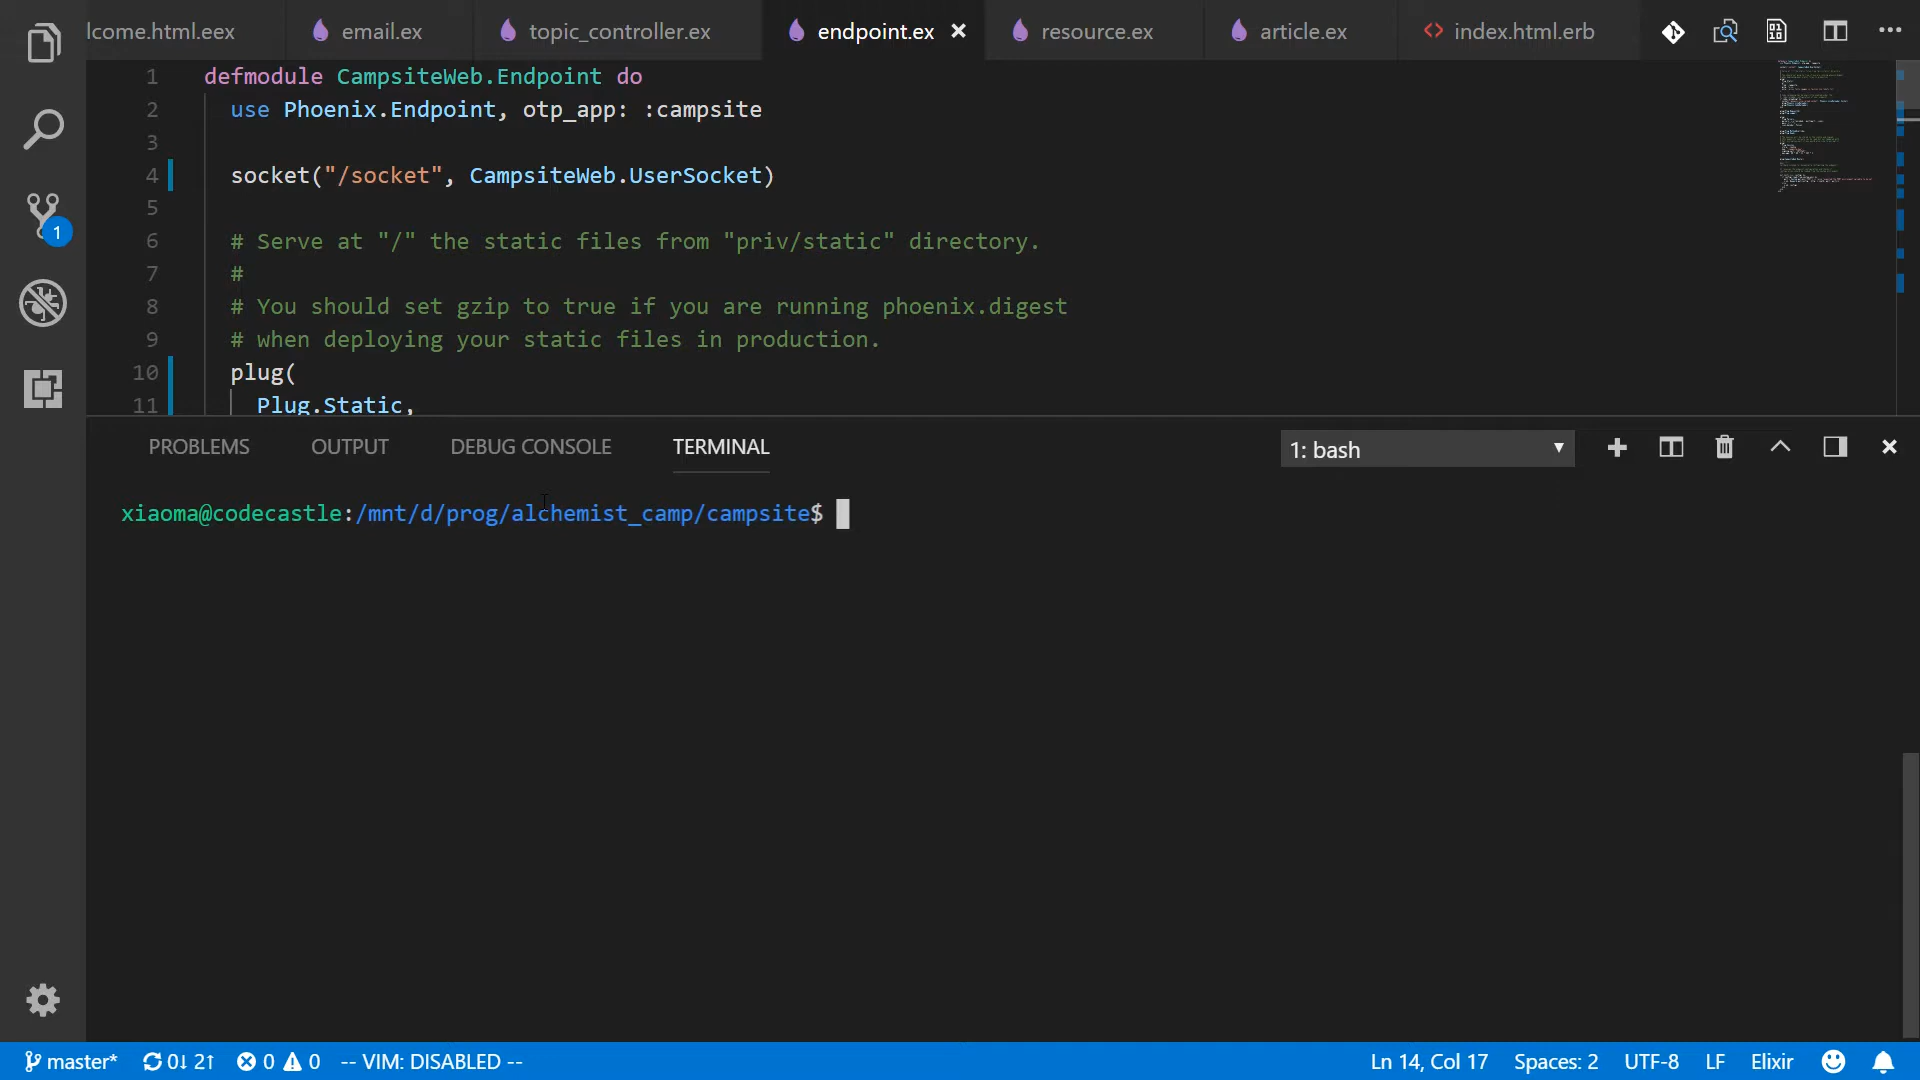 lcome.html.eex email.ex topic_controller.ex endpoint.ex resource.ex article.ex index.html.erb
1 defmodule CampsiteWeb.Endpoint do
2 use Phoenix.Endpoint, otp_app: :campsite
3
4 socket("/socket", CampsiteWeb.UserSocket)
5
6 # Serve at "/" the static files from "priv/static" directory.
7 #
8 # You should set gzip to true if you are running phoenix.digest
9 # when deploying your static files in production.
10 plug(
11 Plug.Static,
1
PROBLEMS OUTPUT DEBUG CONSOLE TERMINAL 1: bash
xiaoma@codecastle:/mnt/d/prog/alchemist_camp/campsite$
master* 0↓ 2↑ 0 0 -- VIM: DISABLED -- Ln 14, Col 17 Spaces: 2 UTF-8 LF Elixir